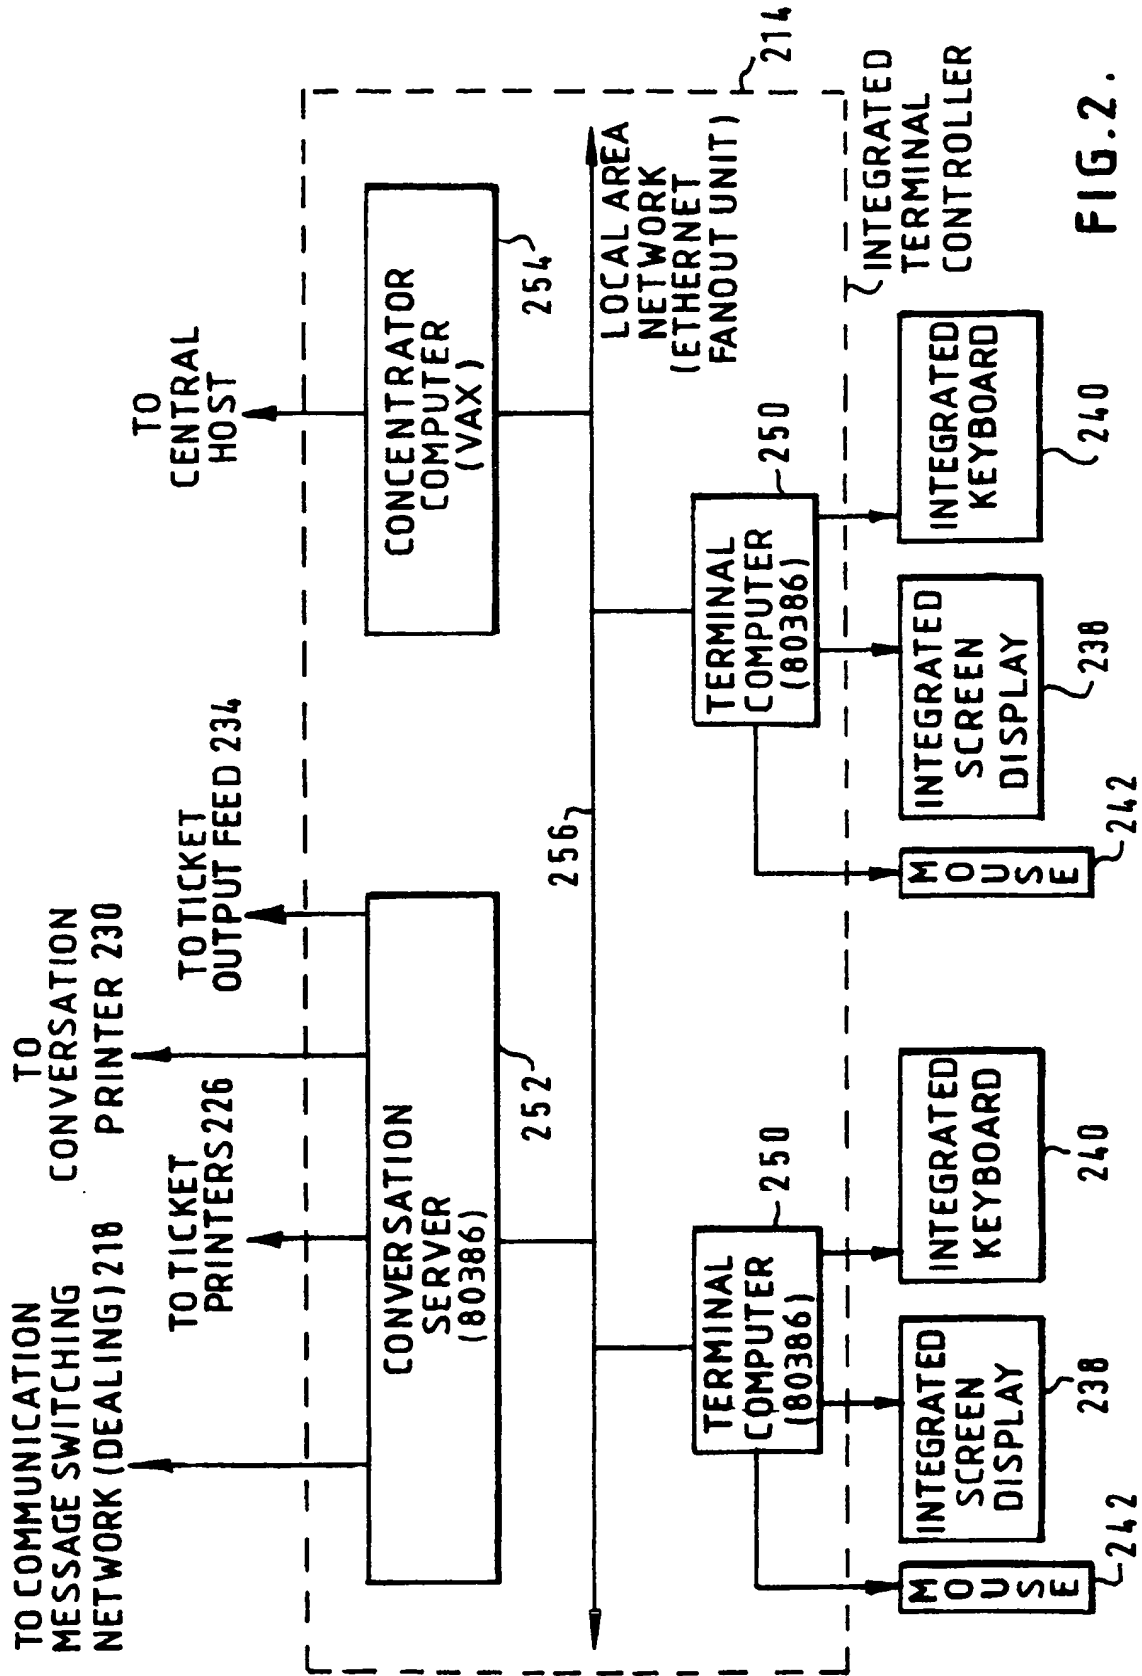 TO COMMUNICATION
MESSAGE SWITCHING
NETWORK (DEALING) 218
TO
CONVERSATION
PRINTER 230
TO TICKET
PRINTERS 226
TO TICKET
OUTPUT FEED 234
TO
CENTRAL
HOST
CONVERSATION
SERVER
(80386)
252
CONCENTRATOR
COMPUTER
(VAX)
254
256
LOCAL AREA
NETWORK
(ETHERNET
FANOUT UNIT)
214
TERMINAL
COMPUTER
(80386)
250
TERMINAL
COMPUTER
(80386)
250
INTEGRATED
TERMINAL
CONTROLLER
MOUSE
242
INTEGRATED
SCREEN
DISPLAY
238
INTEGRATED
KEYBOARD
240
MOUSE
242
INTEGRATED
SCREEN
DISPLAY
238
INTEGRATED
KEYBOARD
240
FIG.2.